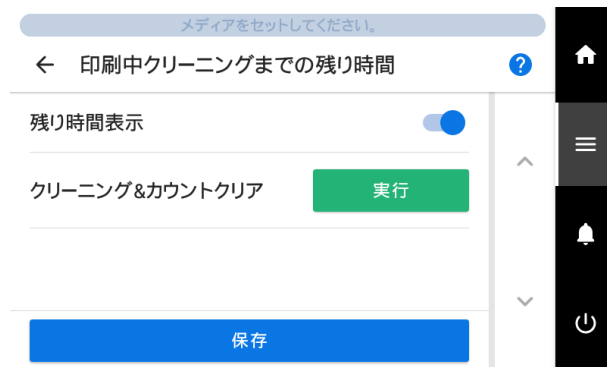 メディアをセットしてください。
印刷中クリーニングまでの残り時間
?
残り時間表示
クリーニング&カウントクリア
実行
保存